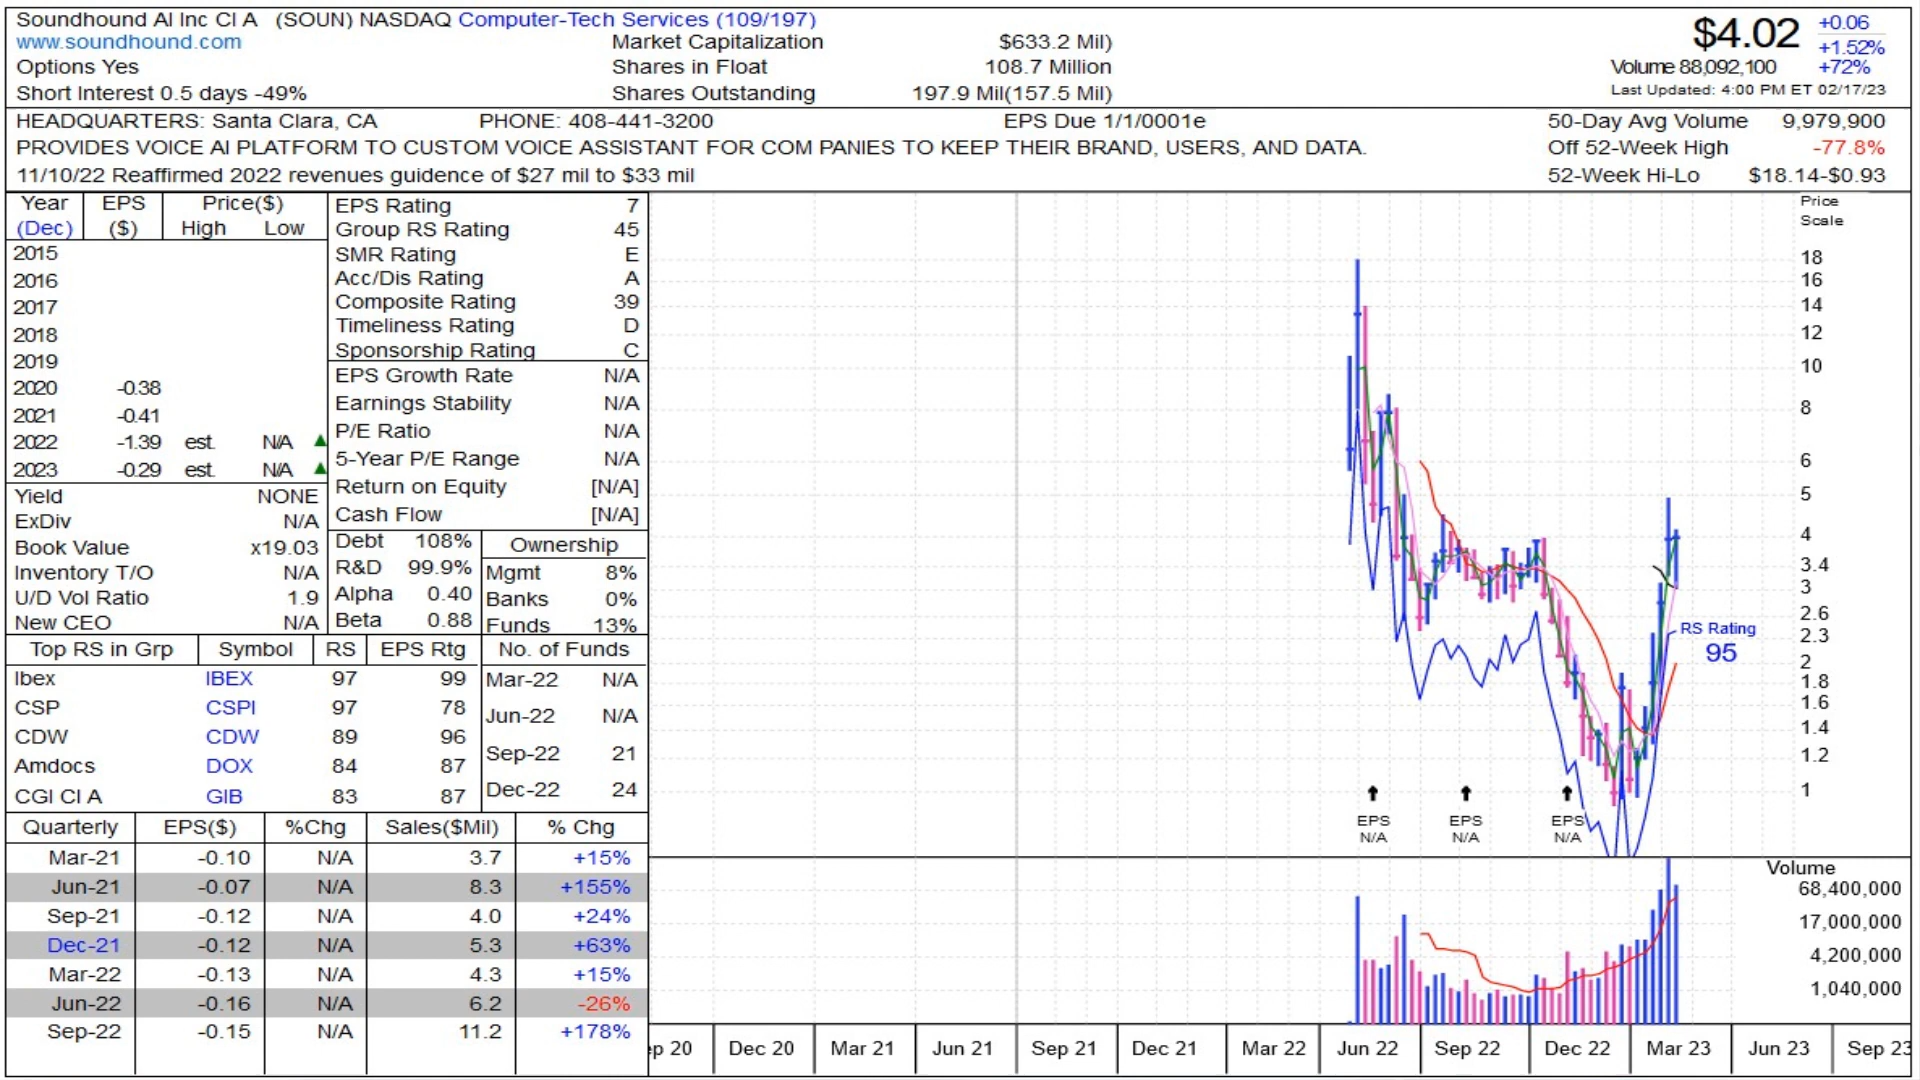 Soundhound AI Inc Cl A (SOUN) NASDAQ Computer-Tech Services (109/197)
www.soundhound.com Market Capitalization $633.2 Mil)
Options Yes Shares in Float 108.7 Million
Short Interest 0.5 days -49% Shares Outstanding 197.9 Mil(157.5 Mil)
$4.02 +0.06
+1.52%
Volume 88,092,100 +72%
Last Updated: 4:00 PM ET 02/17/23
HEADQUARTERS: Santa Clara, CA PHONE: 408-441-3200 EPS Due 1/1/0001e
PROVIDES VOICE AI PLATFORM TO CUSTOM VOICE ASSISTANT FOR COM PANIES TO KEEP THEIR BRAND, USERS, AND DATA.
11/10/22 Reaffirmed 2022 revenues guidence of $27 mil to $33 mil
50-Day Avg Volume 9,979,900
Off 52-Week High -77.8%
52-Week Hi-Lo $18.14-$0.93
Year EPS Price($)
(Dec) ($) High Low
2015
2016
2017
2018
2019
2020 -0.38
2021 -0.41
2022 -1.39 est. N/A
2023 -0.29 est. N/A
Yield NONE
ExDiv N/A
Book Value x19.03
Inventory T/O N/A
U/D Vol Ratio 1.9
New CEO N/A
EPS Rating 7
Group RS Rating 45
SMR Rating E
Acc/Dis Rating A
Composite Rating 39
Timeliness Rating D
Sponsorship Rating C
EPS Growth Rate N/A
Earnings Stability N/A
P/E Ratio N/A
5-Year P/E Range N/A
Return on Equity [N/A]
Cash Flow [N/A]
Debt 108%
R&D 99.9%
Alpha 0.40
Beta 0.88
Ownership
Mgmt 8%
Banks 0%
Funds 13%
Top RS in Grp Symbol RS EPS Rtg
Ibex IBEX 97 99
CSP CSPI 97 78
CDW CDW 89 96
Amdocs DOX 84 87
CGI Cl A GIB 83 87
No. of Funds
Mar-22 N/A
Jun-22 N/A
Sep-22 21
Dec-22 24
Quarterly EPS($) %Chg Sales($Mil) % Chg
Mar-21 -0.10 N/A 3.7 +15%
Jun-21 -0.07 N/A 8.3 +155%
Sep-21 -0.12 N/A 4.0 +24%
Dec-21 -0.12 N/A 5.3 +63%
Mar-22 -0.13 N/A 4.3 +15%
Jun-22 -0.16 N/A 6.2 -26%
Sep-22 -0.15 N/A 11.2 +178%
Price
Scale
18
16
14
12
10
8
6
5
4
3.4
3
2.6
2.3
2
1.8
1.6
1.4
1.2
1
RS Rating
95
EPS EPS EPS
N/A N/A N/A
Volume
68,400,000
17,000,000
4,200,000
1,040,000
ep 20 Dec 20 Mar 21 Jun 21 Sep 21 Dec 21 Mar 22 Jun 22 Sep 22 Dec 22 Mar 23 Jun 23 Sep 23